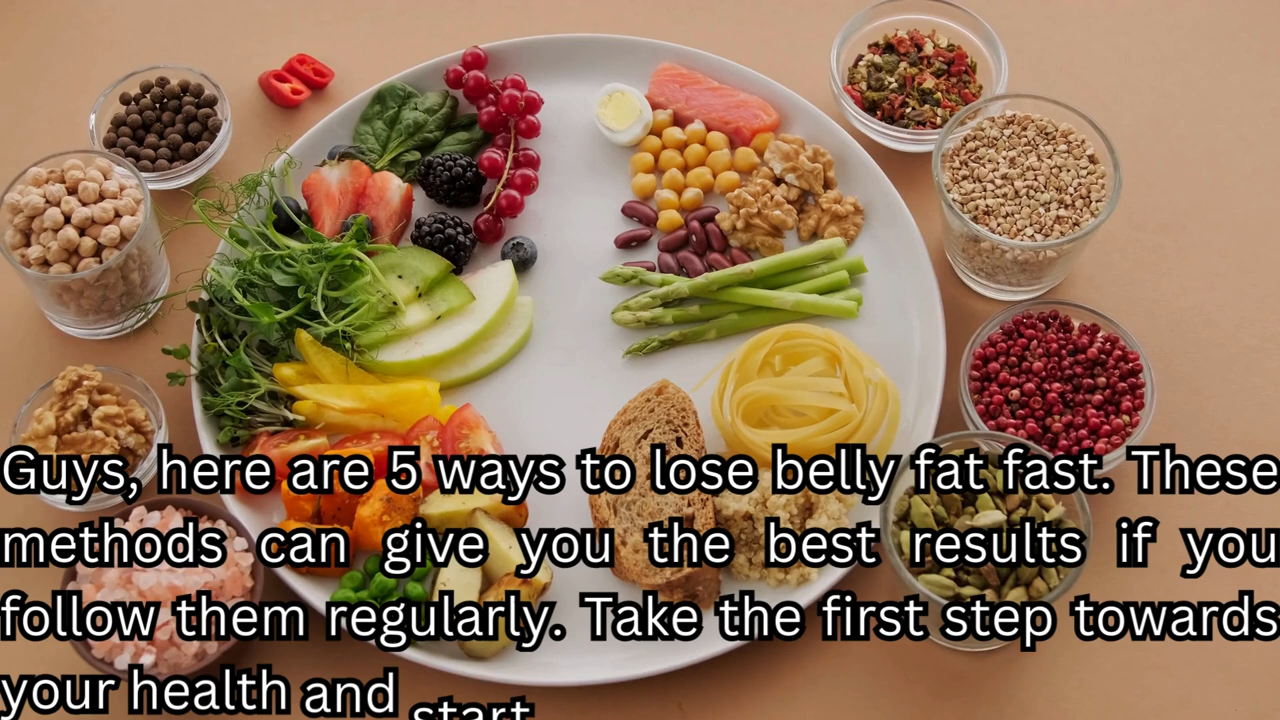 Guys, here are 5 ways to lose belly fat fast. These
methods can give you the best results if you
follow them regularly. Take the first step towards
your health and start